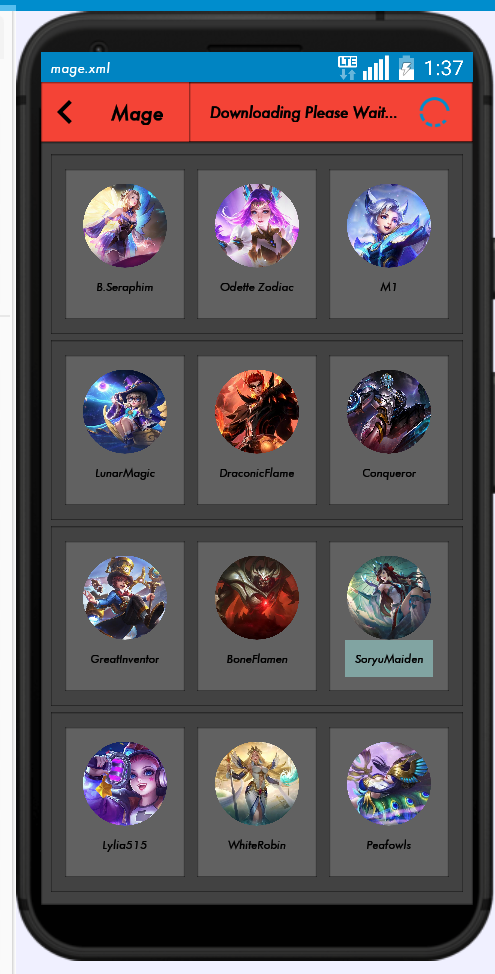 mage.xml LTE 1:37
Mage Downloading Please Wait...
B.Seraphim Odette Zodiac M1
LunarMagic DraconicFlame Conqueror
GreatInventor BoneFlamen SoryuMaiden
Lylia515 WhiteRobin Peafowls